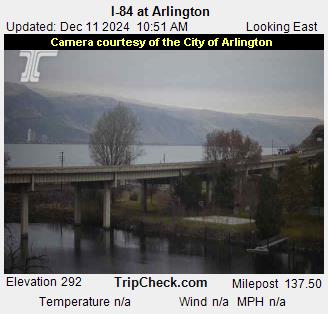 I-84 at Arlington
Updated: Dec 11 2024 10:51 AM Looking East
Camera courtesy of the City of Arlington
Elevation 292 TripCheck.com Milepost 137.50
Temperature n/a Wind n/a MPH n/a